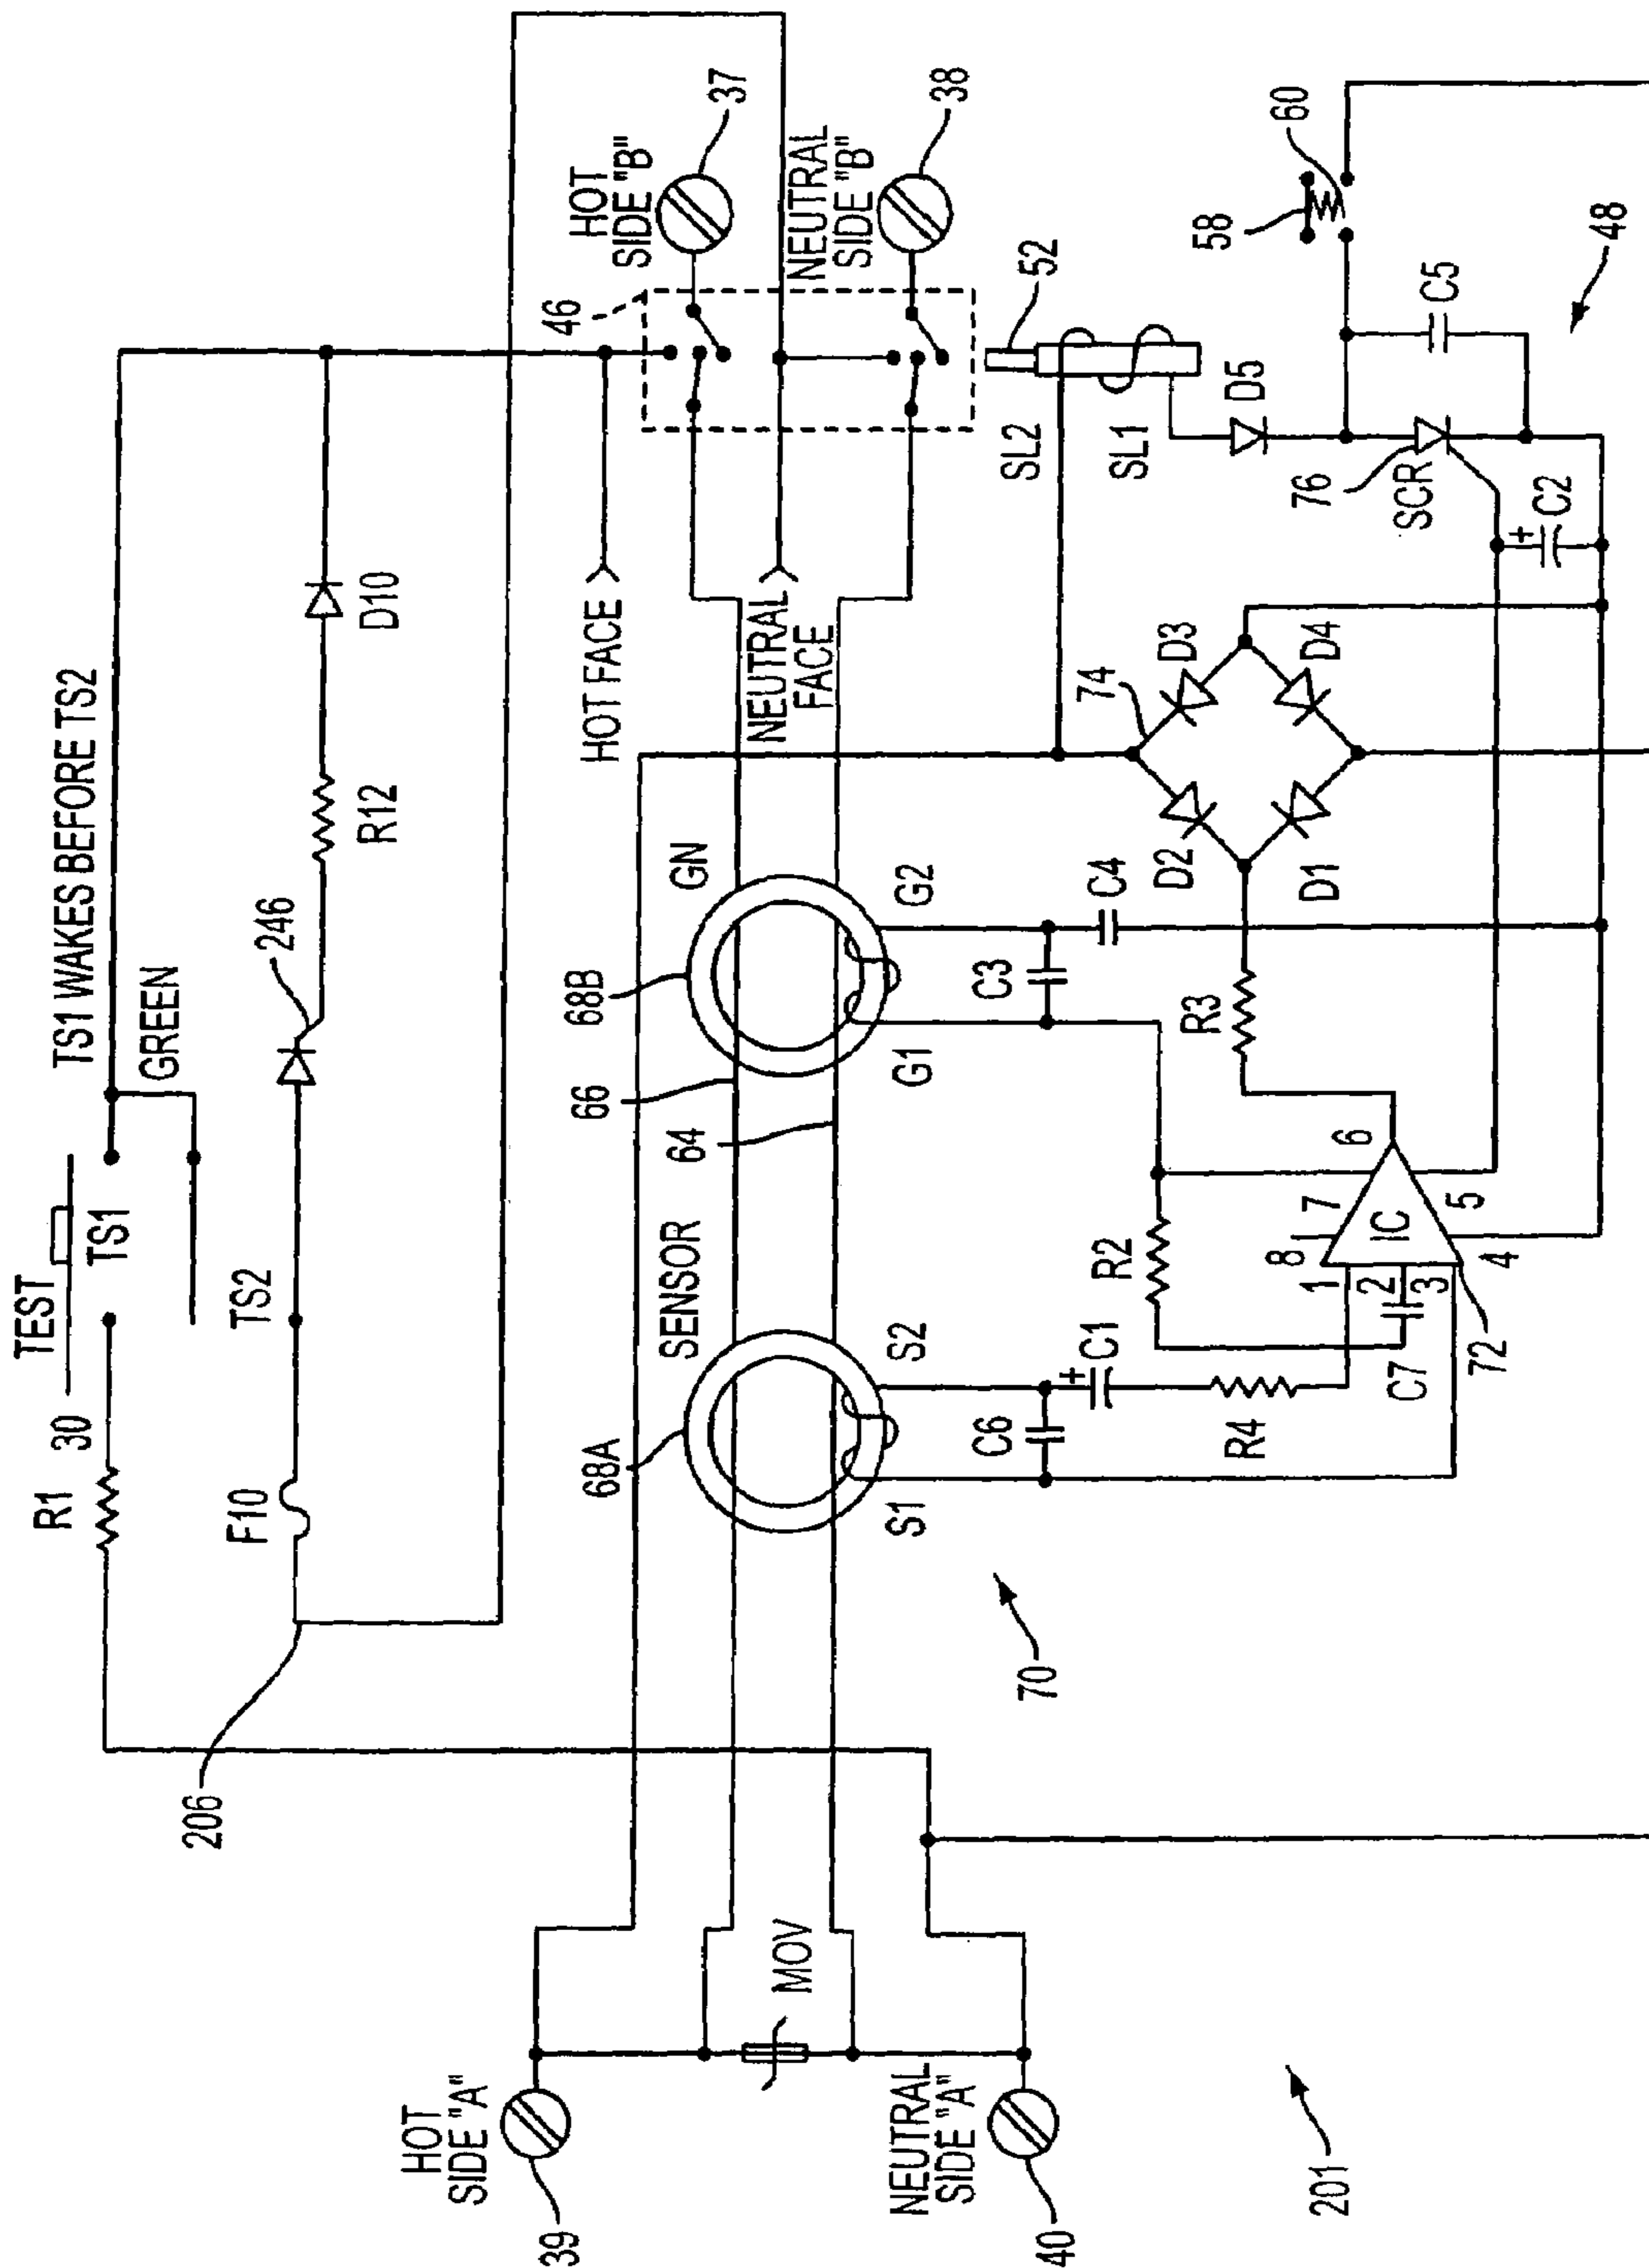 TEST
TS1 WAKES BEFORE TS2
R1
30
TS1
GREEN
F10
TS2
246
R12
D10
206
46
HOT
SIDE "B"
37
HOT FACE
NEUTRAL
FACE
NEUTRAL
SIDE "B"
38
68A
SENSOR
66
64
68B
GN
HOT
SIDE "A"
39
MOV
NEUTRAL
SIDE "A"
40
S1
S2
G1
G2
SL2
SL1
52
C6
C1
+
R4
C3
C4
R2
R3
74
D2
D3
D1
D4
D5
58
60
70
C7
8
1
2
3
4
7
IC
6
5
72
76
SCR
C2
+
C5
48
201